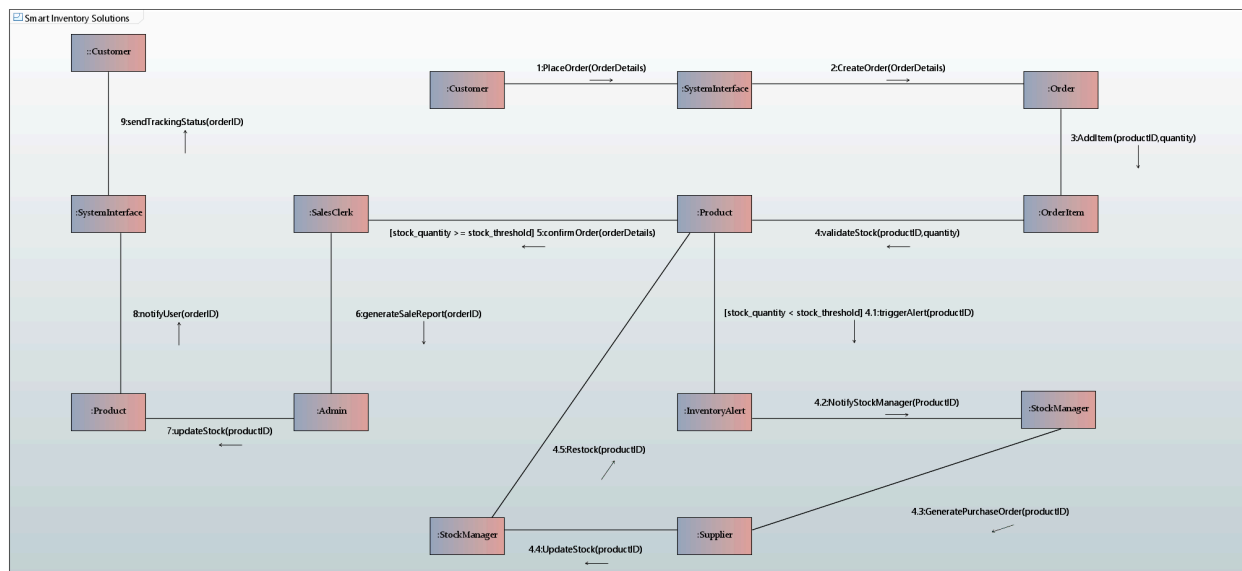 Smart Inventory Solutions
::Customer
1:PlaceOrder(OrderDetails)
2:CreateOrder(OrderDetails)
:Customer
:SystemInterface
:Order
9:sendTrackingStatus(orderID)
3:AddItem(productID,quantity)
:SystemInterface
:SalesClerk
:Product
:OrderItem
[stock_quantity >= stock_threshold] 5:confirmOrder(orderDetails)
4:validateStock(productID,quantity)
8:notifyUser(orderID)
6:generateSaleReport(orderID)
[stock_quantity < stock_threshold] 4.1:triggerAlert(productID)
:Product
:Admin
:InventoryAlert
4.2:NotifyStockManager(ProductID)
:StockManager
7:updateStock(productID)
4.5:Restock(productID)
4.3:GeneratePurchaseOrder(productID)
:StockManager
:Supplier
4.4:UpdateStock(productID)